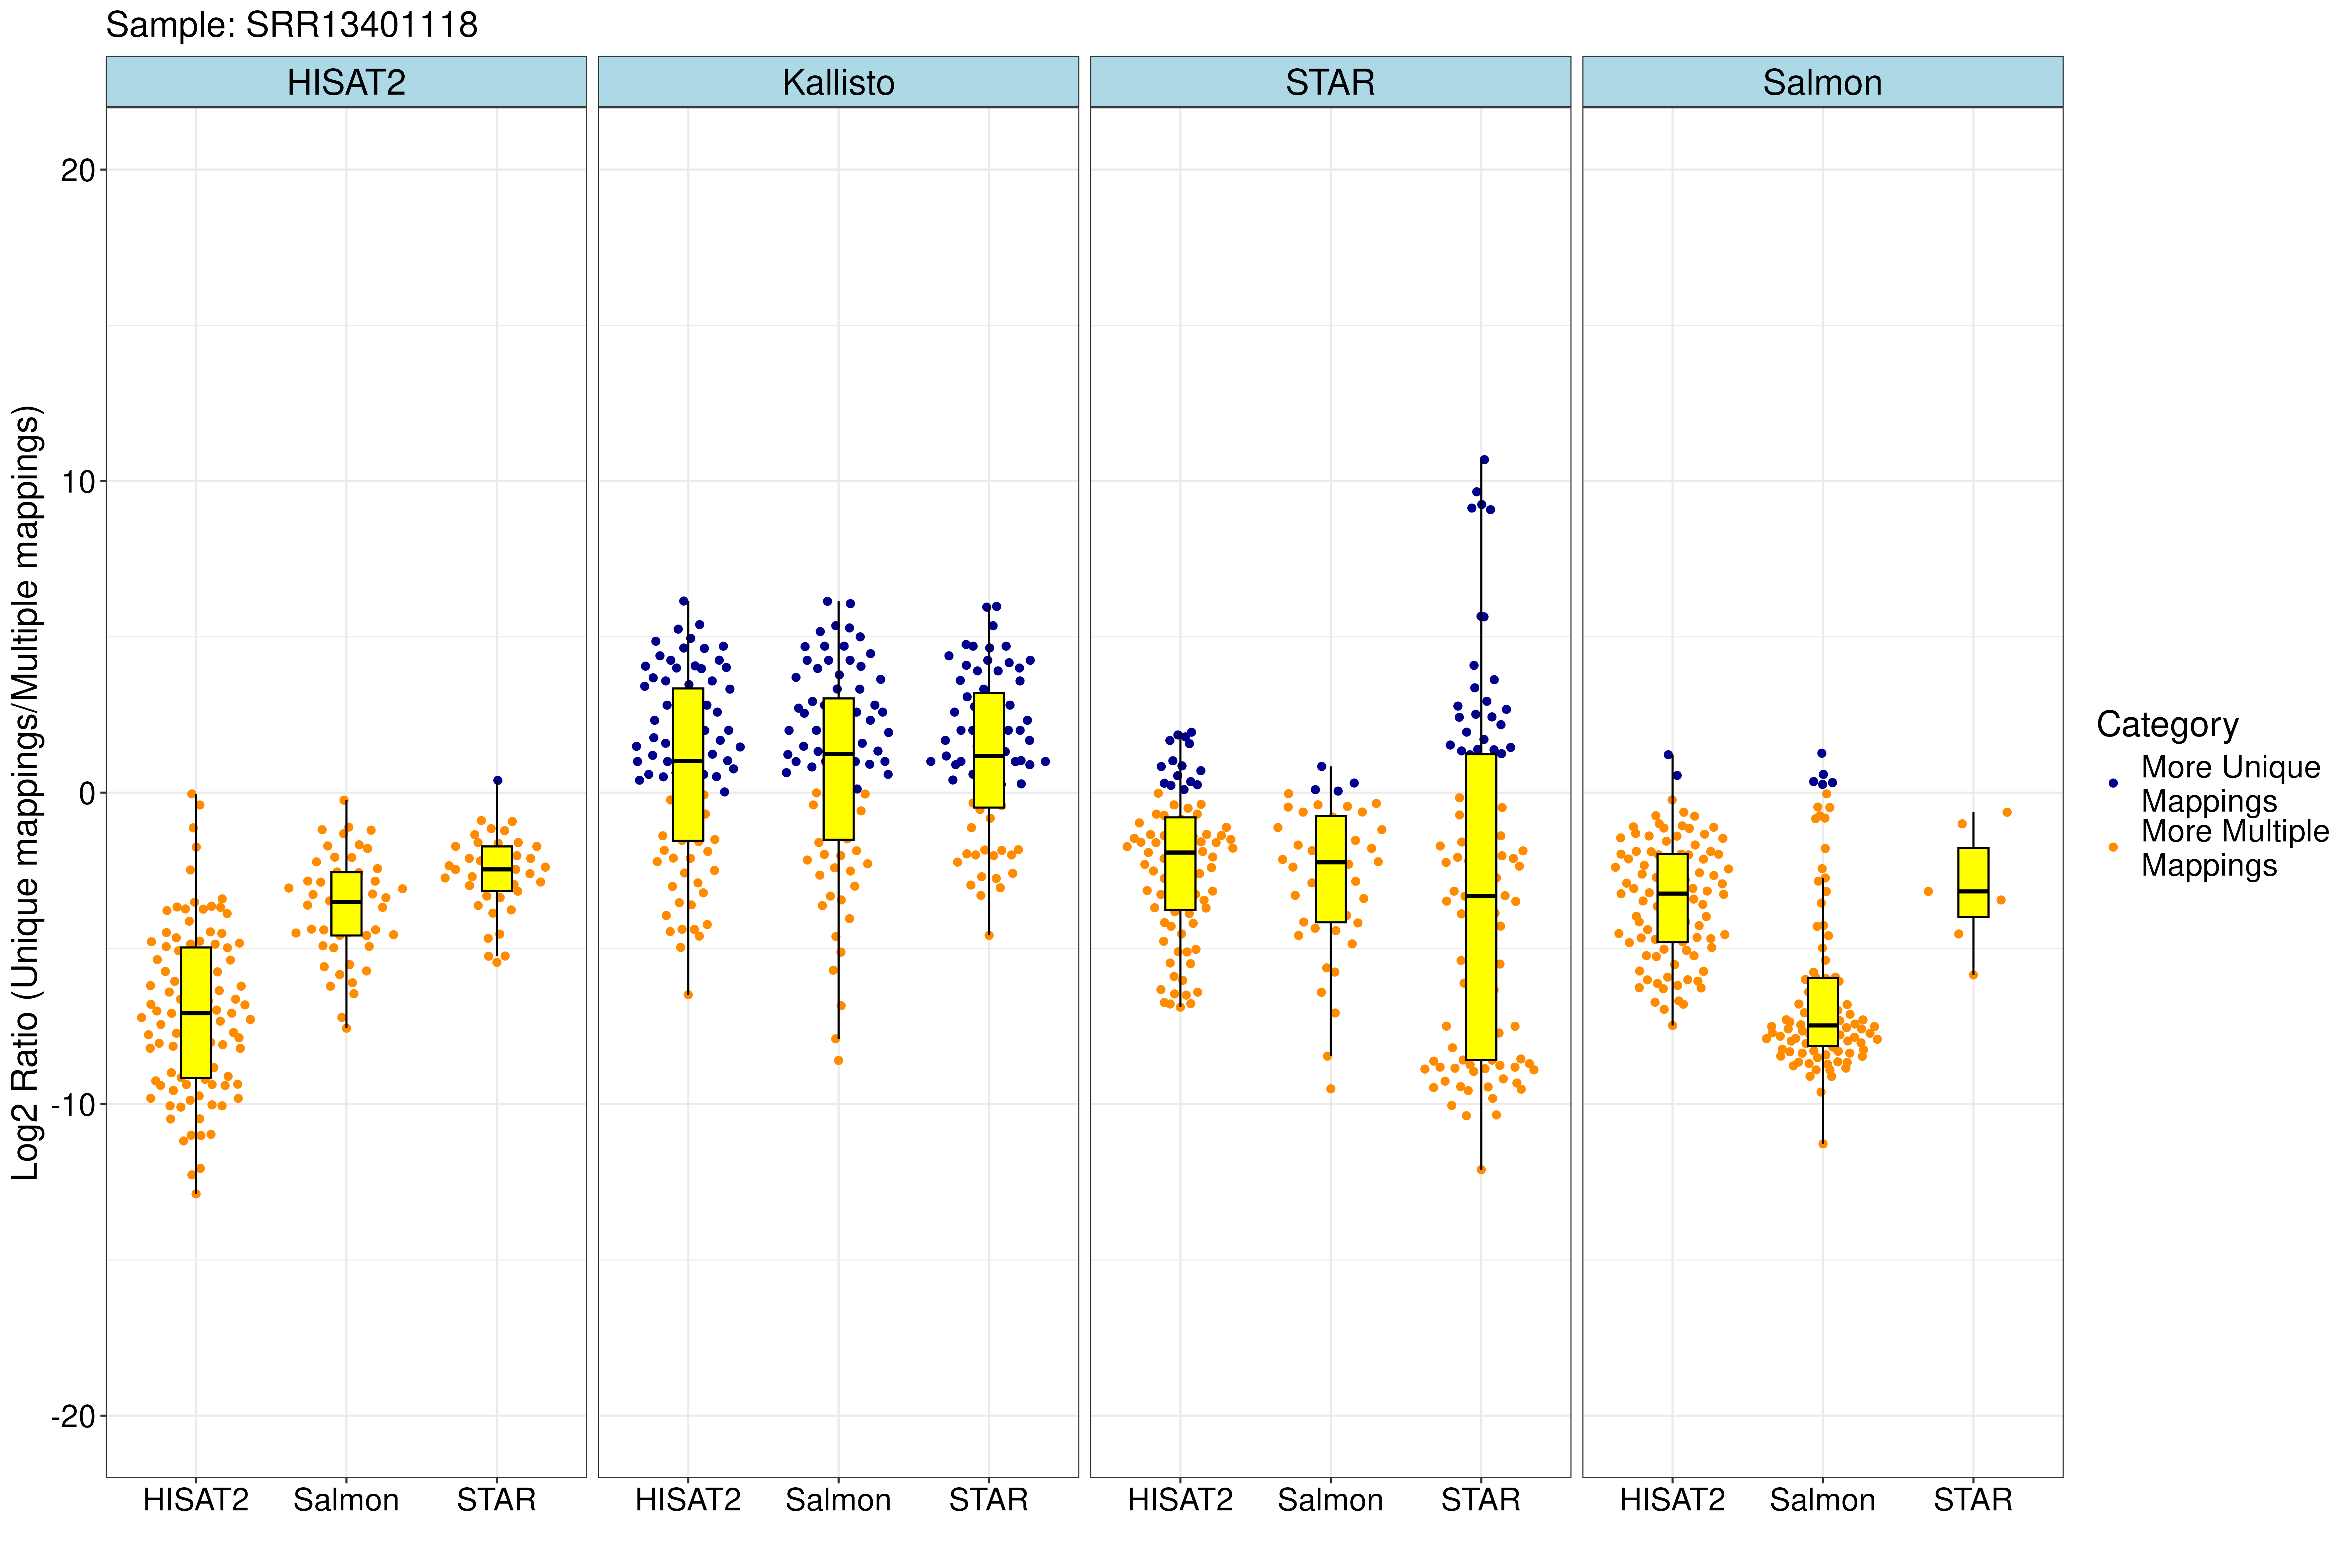 Sample: SRR13401118
HISAT2
Kallisto
STAR
Salmon
Log2 Ratio (Unique mappings/Multiple mappings)
20
10
0
-10
-20
HISAT2 Salmon STAR
HISAT2 Salmon STAR
HISAT2 Salmon STAR
HISAT2 Salmon STAR
Category
More Unique
Mappings
More Multiple
Mappings